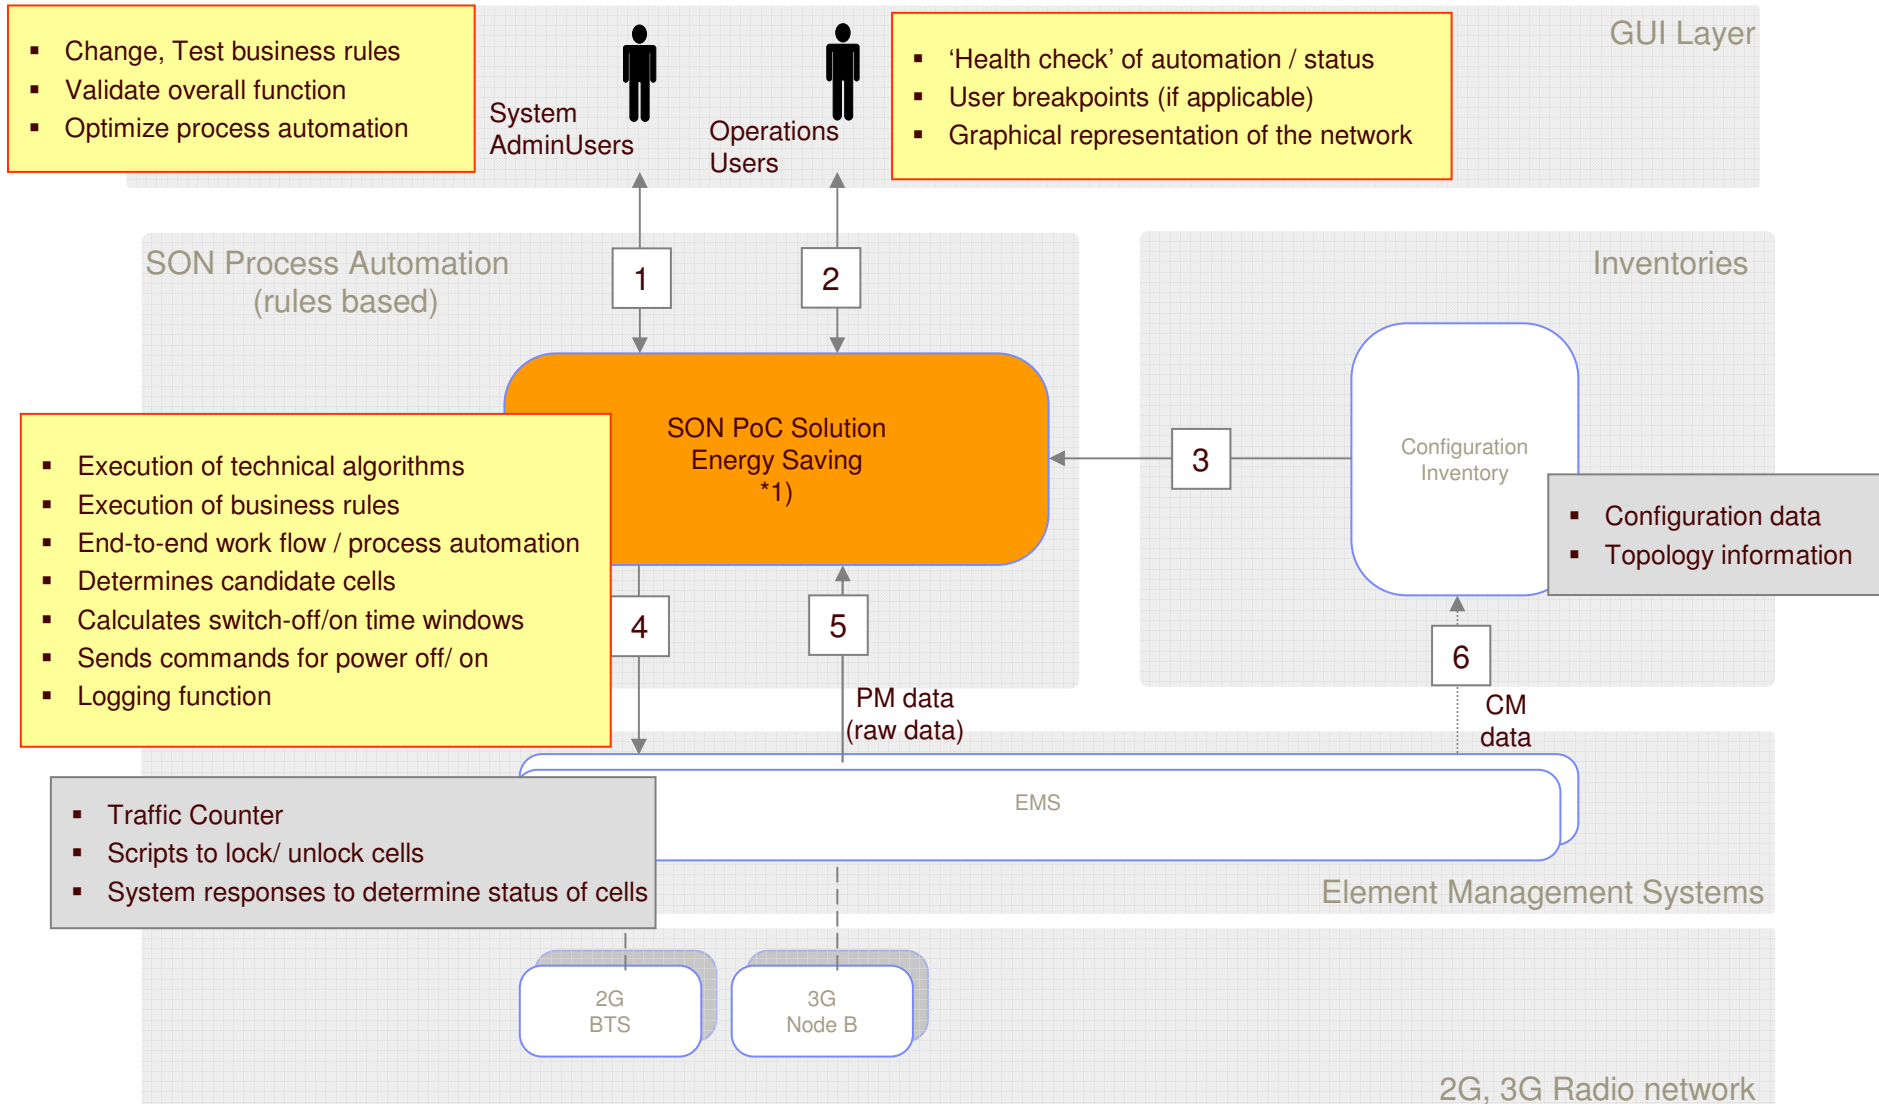 GUI Layer
Change, Test business rules
Validate overall function
Optimize process automation
System
AdminUsers
Operations
Users
‘Health check’ of automation / status
User breakpoints (if applicable)
Graphical representation of the network
SON Process Automation
(rules based)
1
2
Inventories
SON PoC Solution
Energy Saving
*1)
3
Configuration
Inventory
Configuration data
Topology information
Execution of technical algorithms
Execution of business rules
End-to-end work flow / process automation
Determines candidate cells
Calculates switch-off/on time windows
Sends commands for power off/ on
Logging function
4
5
6
PM data
(raw data)
CM
data
EMS
Traffic Counter
Scripts to lock/ unlock cells
System responses to determine status of cells
Element Management Systems
2G
BTS
3G
Node B
2G, 3G Radio network